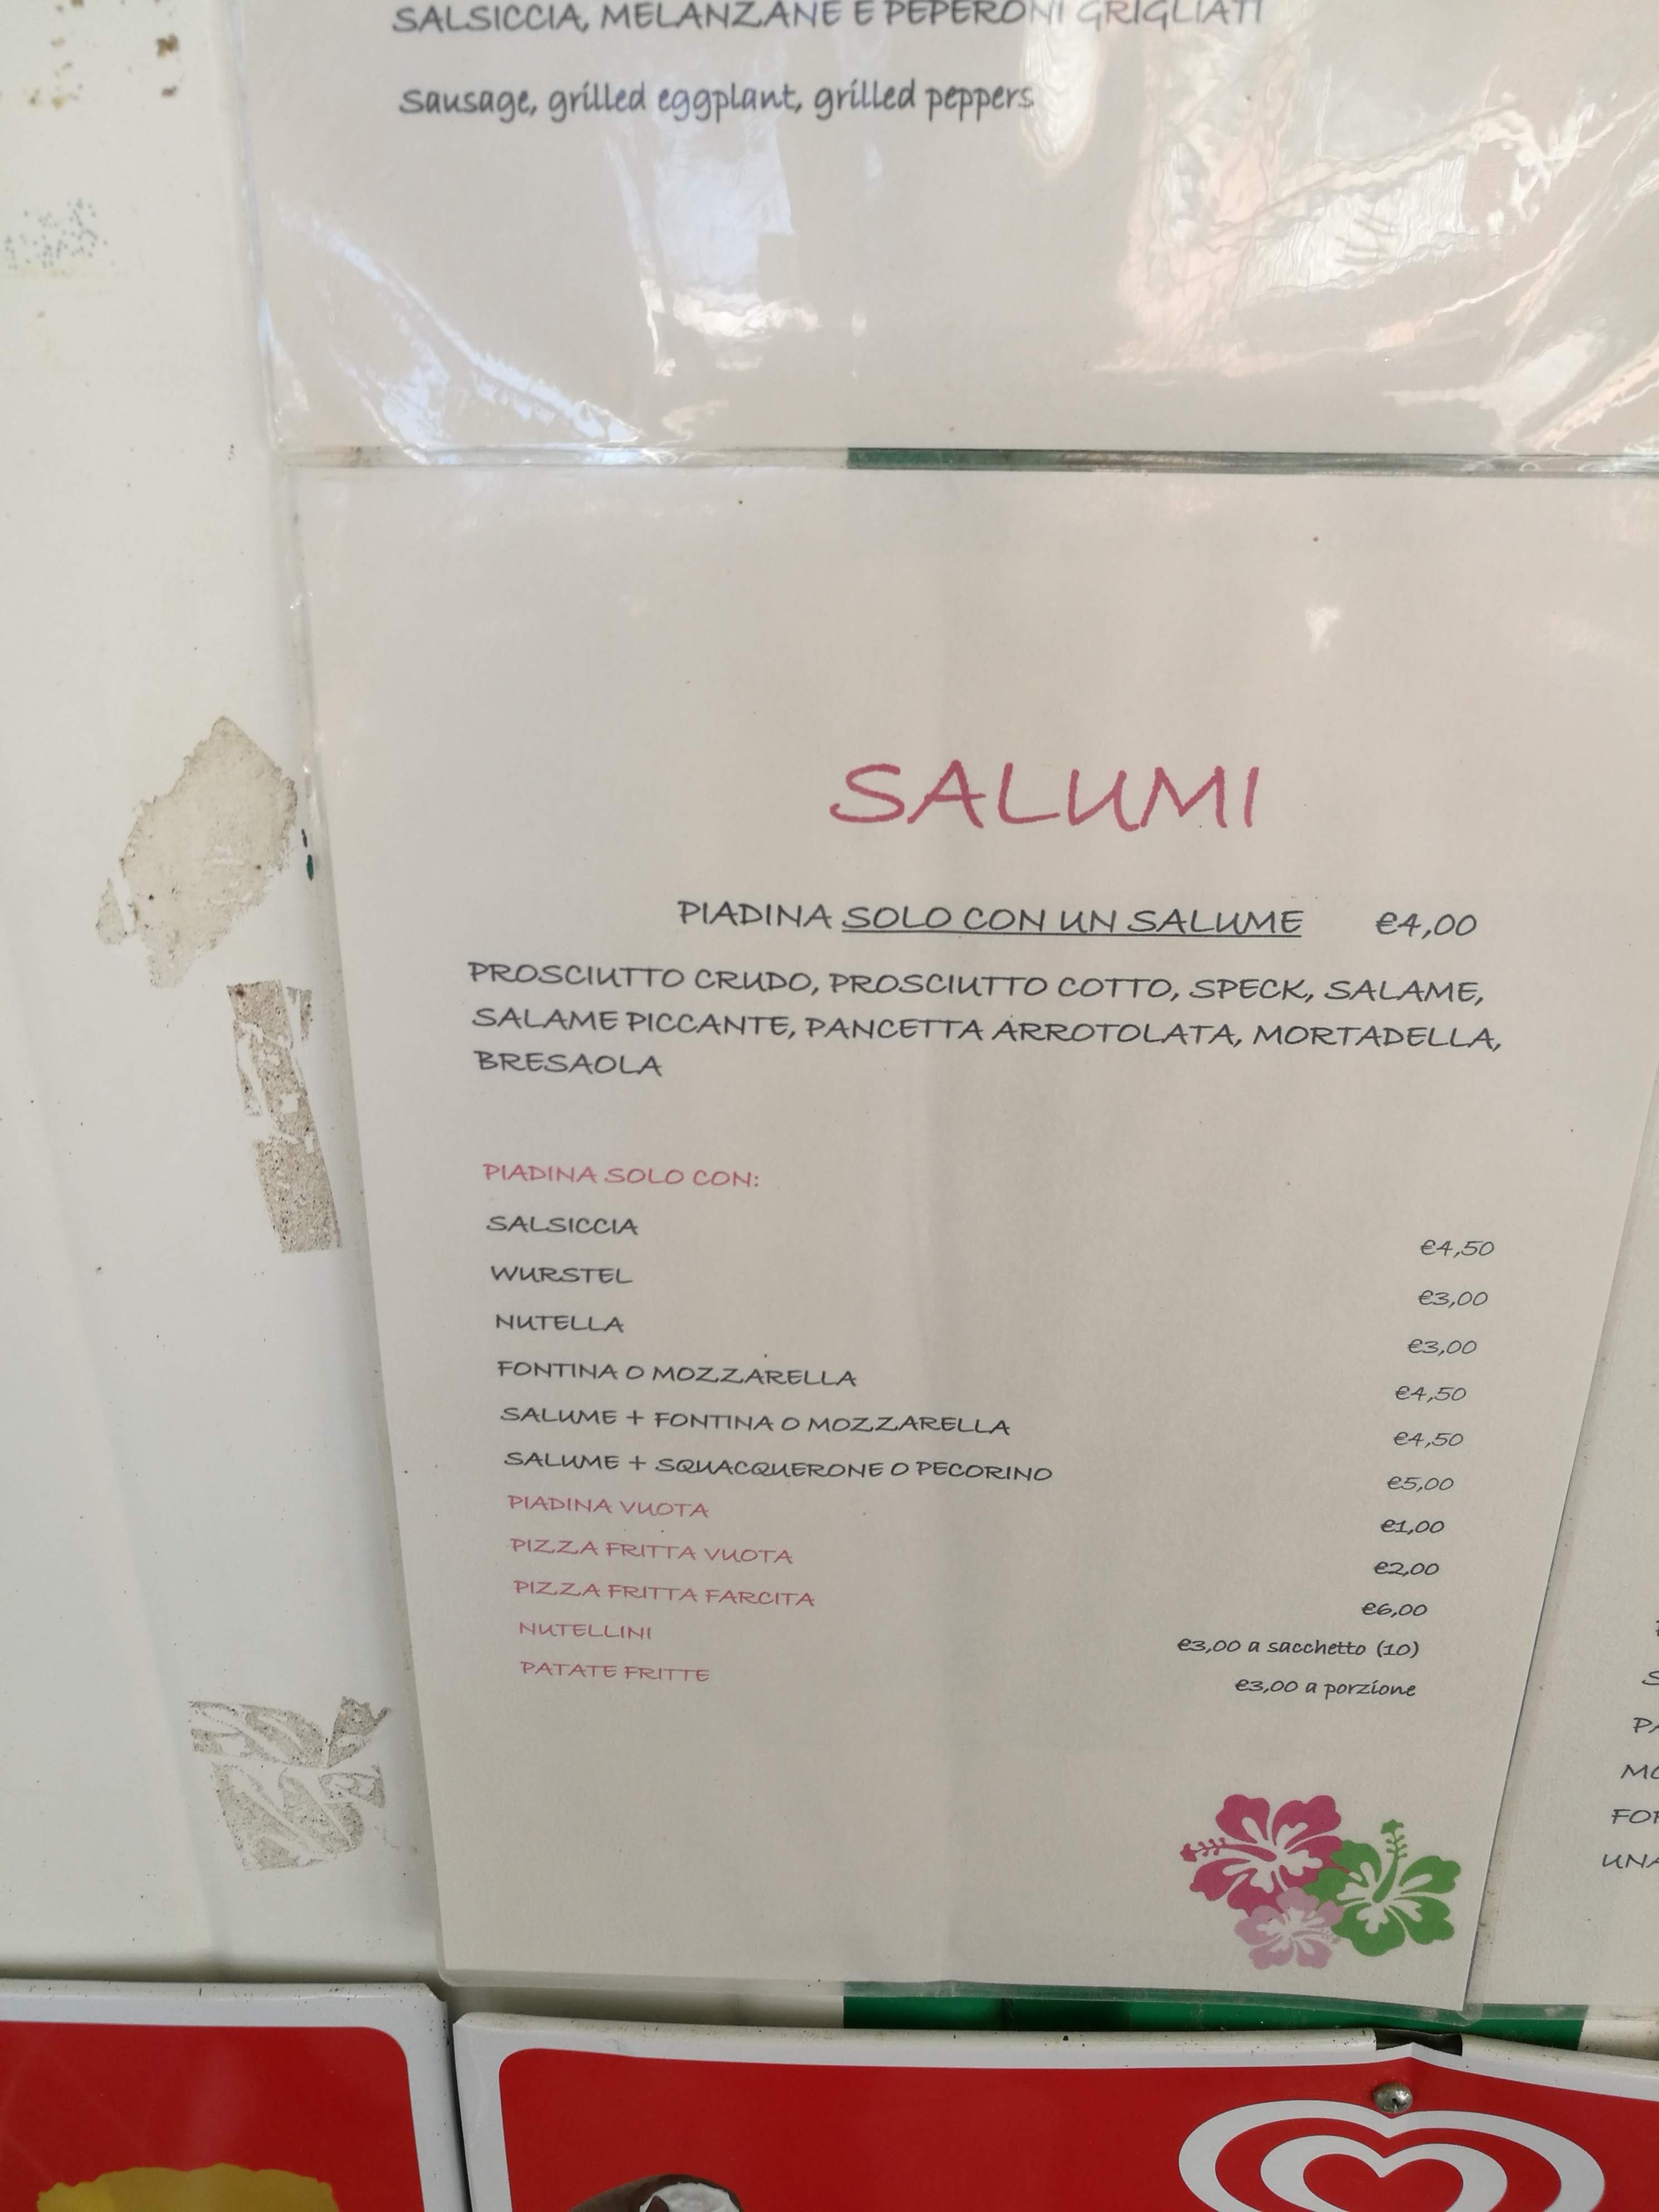 SALSICCIA, MELANZANE E PEPERONI GRIGLIATI
Sausage, grilled eggplant, grilled peppers
SALUMI
PIADINA SOLO CON UN SALUME €4,00
PROSCIUTTO CRUDO, PROSCIUTTO COTTO, SPECK, SALAME,
SALAME PICCANTE, PANCETTA ARROTOLATA, MORTADELLA,
BRESAOLA
PIADINA SOLO CON:
SALSICCIA €4,50
WURSTEL €3,00
NUTELLA €3,00
FONTINA O MOZZARELLA €4,50
SALUME + FONTINA O MOZZARELLA €4,50
SALUME + SQUACQUERONE O PECORINO €5,00
PIADINA VUOTA €1,00
PIZZA FRITTA VUOTA €2,00
PIZZA FRITTA FARCITA €6,00
NUTELLINI €3,00 a sacchetto (10)
PATATE FRITTE €3,00 a porzione